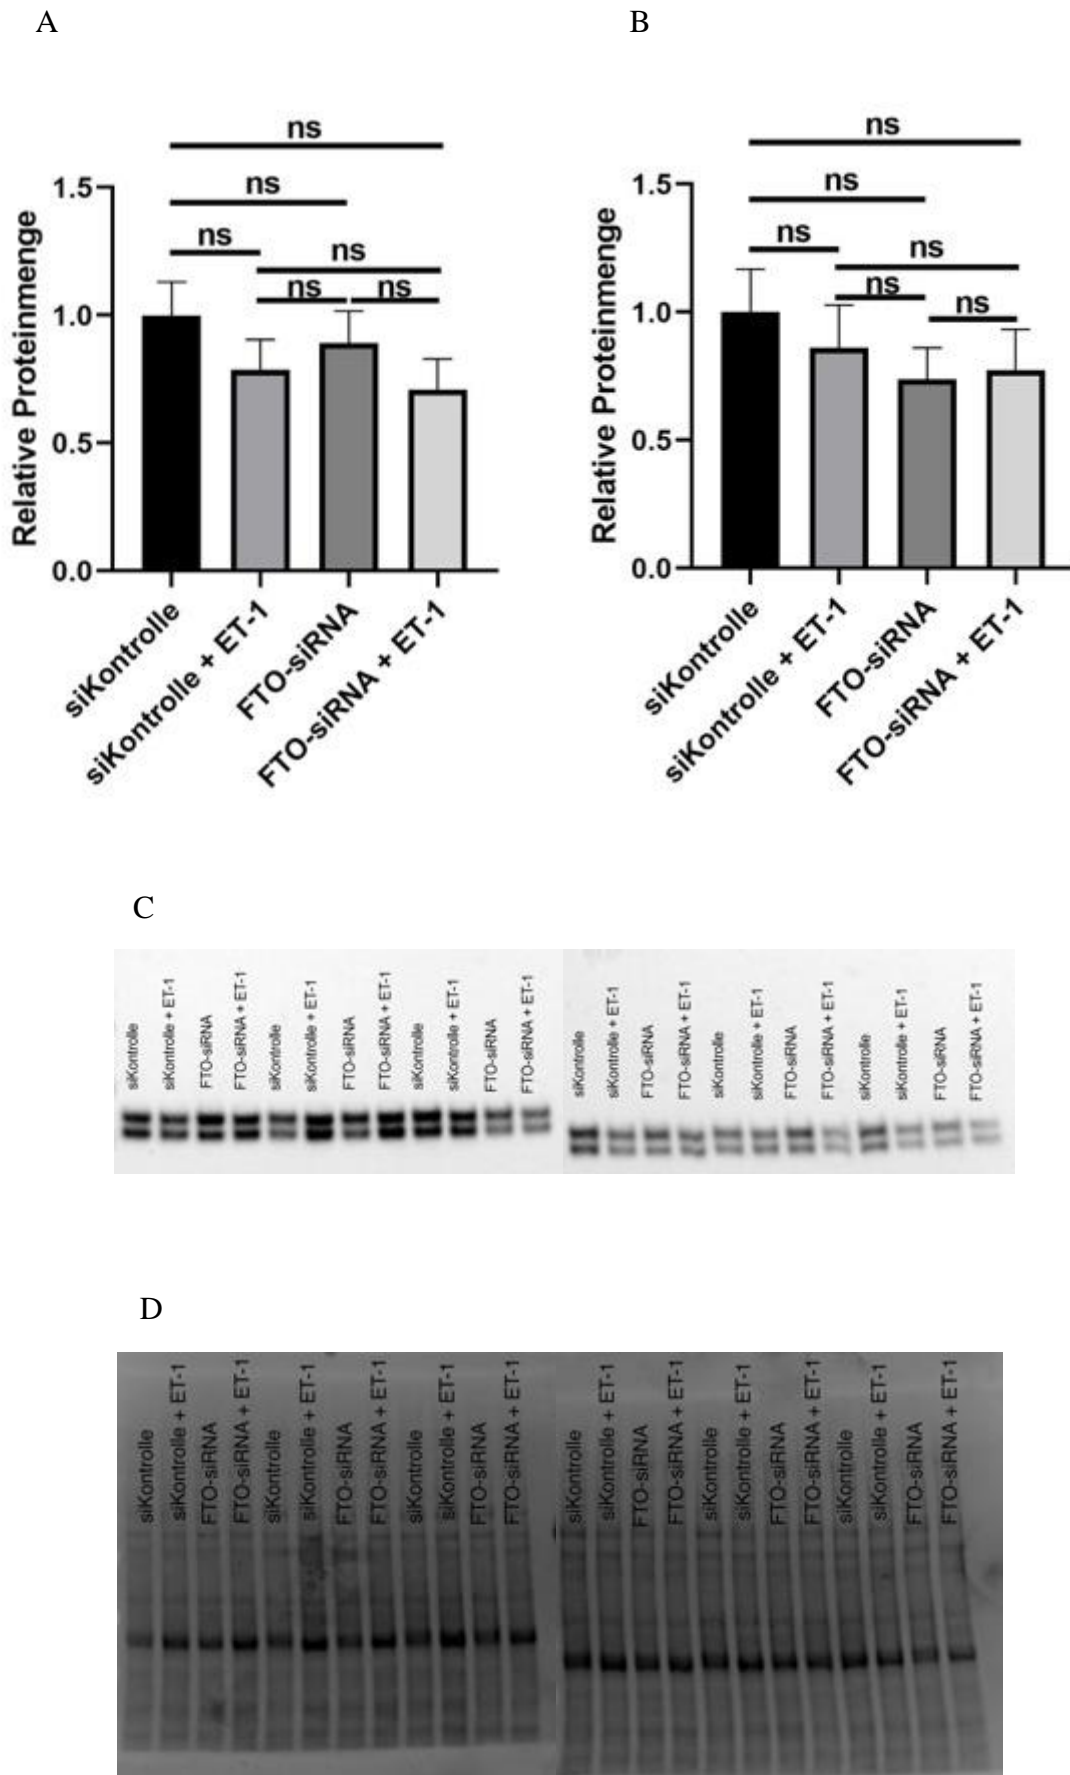 A
B
ns
ns
ns
ns
ns
ns
1.5
1.0
0.5
0.0
Relative Proteinmenge
siKontrolle
siKontrolle + ET-1
FTO-siRNA
FTO-siRNA + ET-1
ns
ns
ns
ns
ns
ns
1.5
1.0
0.5
0.0
Relative Proteinmenge
siKontrolle
siKontrolle + ET-1
FTO-siRNA
FTO-siRNA + ET-1
C
siKontrolle
siKontrolle + ET-1
FTO-siRNA
FTO-siRNA + ET-1
siKontrolle
siKontrolle + ET-1
FTO-siRNA
FTO-siRNA + ET-1
siKontrolle
siKontrolle + ET-1
FTO-siRNA
FTO-siRNA + ET-1
siKontrolle
siKontrolle + ET-1
FTO-siRNA
FTO-siRNA + ET-1
siKontrolle
siKontrolle + ET-1
FTO-siRNA
FTO-siRNA + ET-1
siKontrolle
siKontrolle + ET-1
FTO-siRNA
FTO-siRNA + ET-1
D
siKontrolle
siKontrolle + ET-1
FTO-siRNA
FTO-siRNA + ET-1
siKontrolle
siKontrolle + ET-1
FTO-siRNA
FTO-siRNA + ET-1
siKontrolle
siKontrolle + ET-1
FTO-siRNA
FTO-siRNA + ET-1
siKontrolle
siKontrolle + ET-1
FTO-siRNA
FTO-siRNA + ET-1
siKontrolle
siKontrolle + ET-1
FTO-siRNA
FTO-siRNA + ET-1
siKontrolle
siKontrolle + ET-1
FTO-siRNA
FTO-siRNA + ET-1